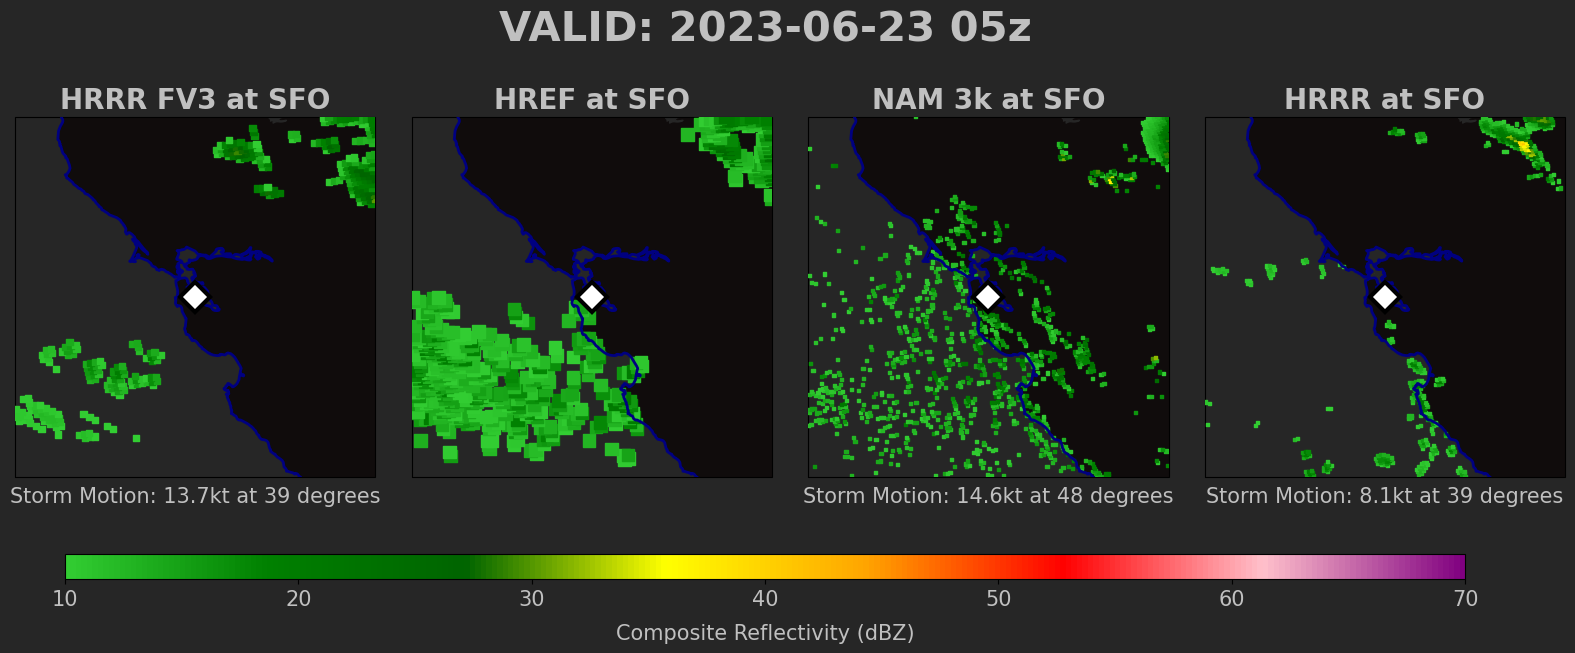 VALID: 2023-06-23 05z
HRRR FV3 at SFO
HREF at SFO
NAM 3k at SFO
HRRR at SFO
Storm Motion: 13.7kt at 39 degrees
Storm Motion: 14.6kt at 48 degrees
Storm Motion: 8.1kt at 39 degrees
10 20 30 40 50 60 70
Composite Reflectivity (dBZ)